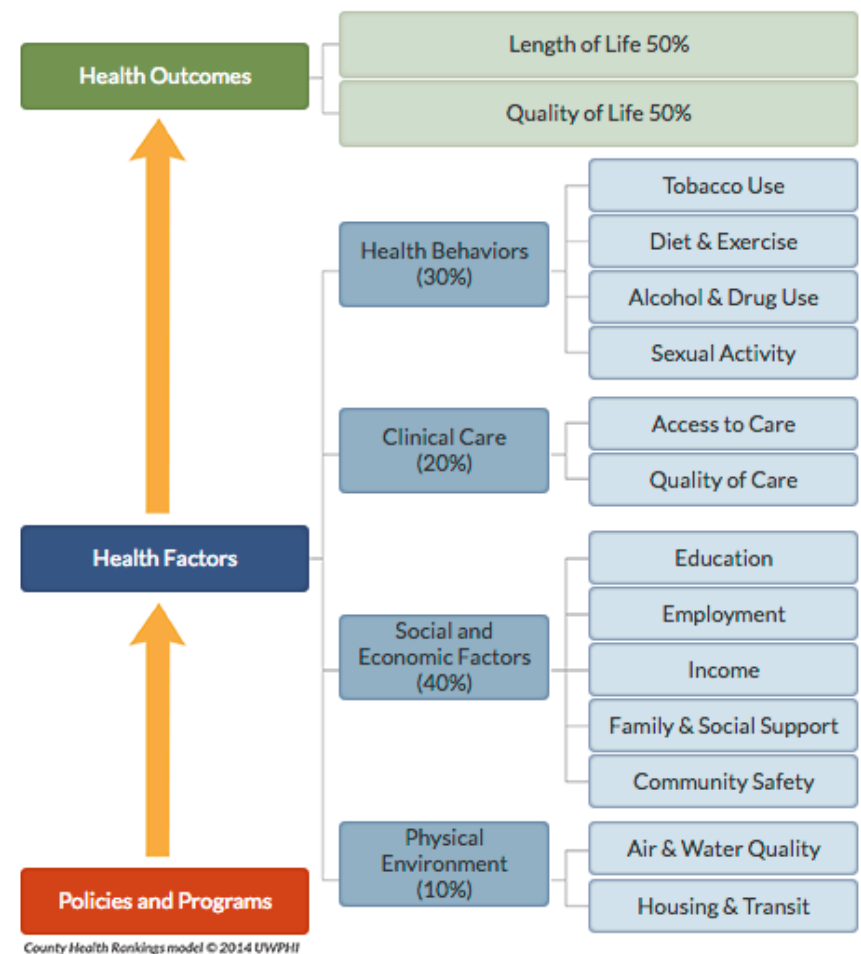 Health Outcomes
Length of Life 50%
Quality of Life 50%
Health Behaviors
(30%)
Tobacco Use
Diet & Exercise
Alcohol & Drug Use
Sexual Activity
Clinical Care
(20%)
Access to Care
Quality of Care
Health Factors
Social and
Economic Factors
(40%)
Education
Employment
Income
Family & Social Support
Community Safety
Physical
Environment
(10%)
Air & Water Quality
Housing & Transit
Policies and Programs
County Health Rankings model © 2014 UWPHI